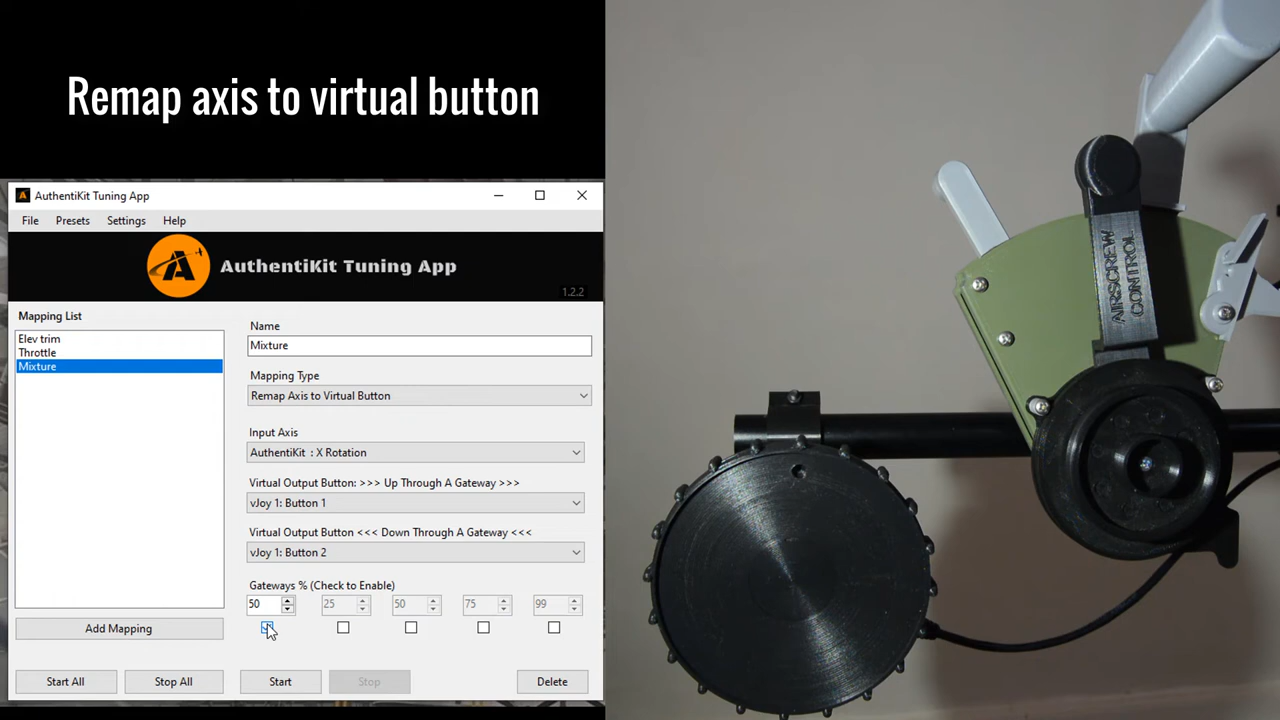 Remap axis to virtual button
AuthentiKit Tuning App
File Presets Settings Help
AuthentiKit Tuning App
1.2.2
Mapping List
Elev trim
Throttle
Mixture
Add Mapping
Start All Stop All
Name
Mixture
Mapping Type
Remap Axis to Virtual Button
Input Axis
AuthentiKit : X Rotation
Virtual Output Button: >>> Up Through A Gateway >>>
vJoy 1: Button 1
Virtual Output Button <<< Down Through A Gateway <<<
vJoy 1: Button 2
Gateways % (Check to Enable)
50 25 50 75 99
Start Stop Delete
AIRSCREW
CONTROL